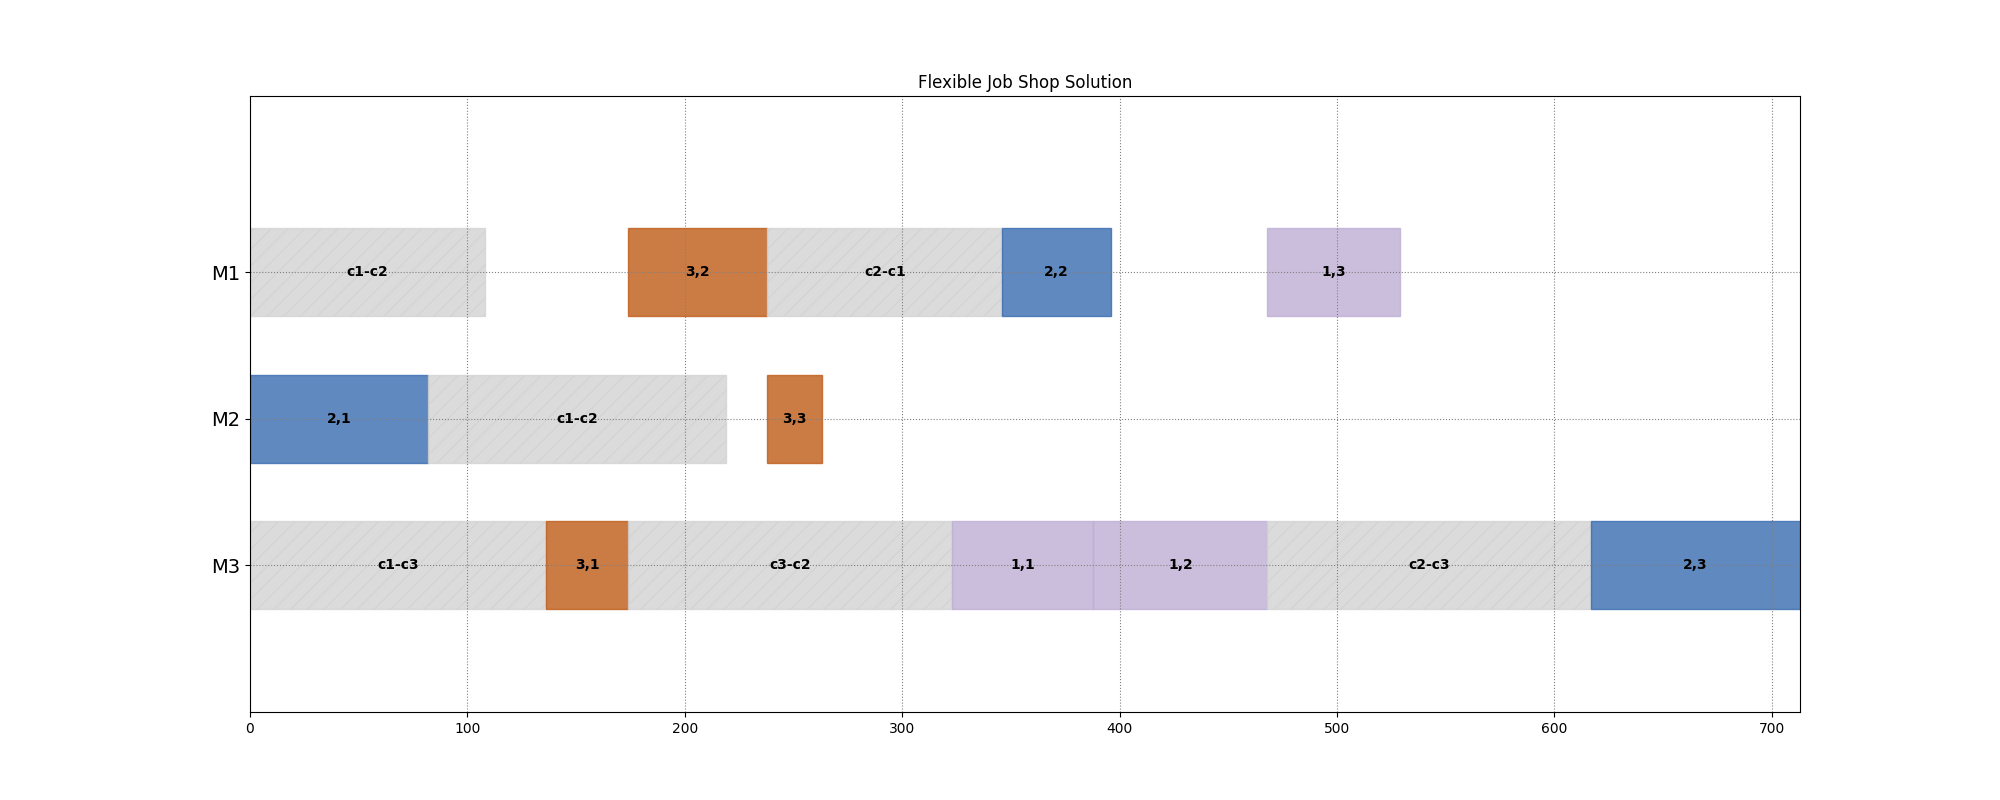 Flexible Job Shop Solution
M1
c1-c2
3,2
c2-c1
2,2
1,3
M2
2,1
c1-c2
3,3
M3
c1-c3
3,1
c3-c2
1,1
1,2
c2-c3
2,3
0 100 200 300 400 500 600 700